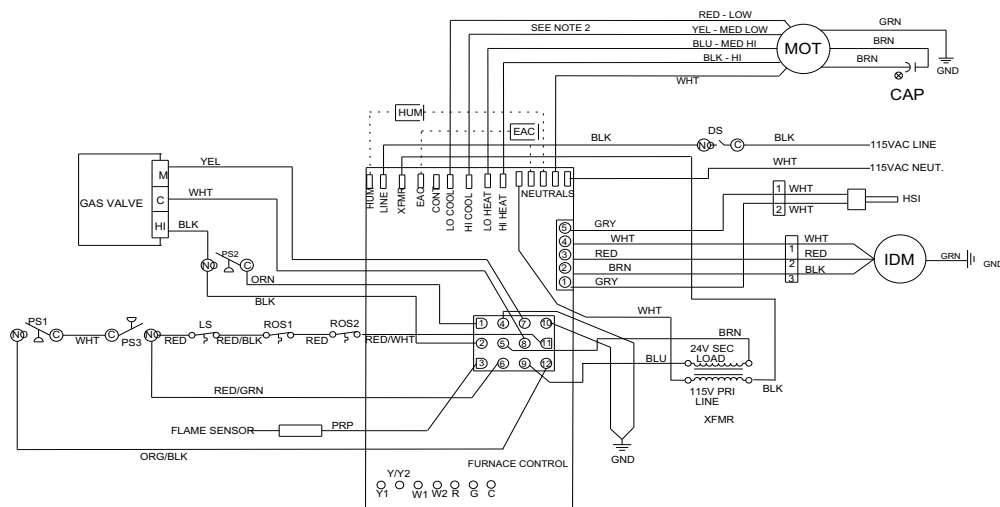 RED - LOW
SEE NOTE 2
YEL - MED LOW
BLU - MED HI
BLK - HI
WHT
MOT
GRN
BRN
BRN
GND
CAP
HUM
EAC
BLK
NO
DS
C
BLK
115VAC LINE
WHT
115VAC NEUT.
GAS VALVE
M
C
HI
YEL
WHT
BLK
HUM
LINE
XFMR
EAC
CONT
LO COOL
HI COOL
LO HEAT
HI HEAT
NEUTRALS
1
2
WHT
WHT
HSI
5
4
3
2
1
GRY
WHT
RED
BRN
GRY
1
2
3
WHT
RED
BLK
IDM
GRN
GND
NO
PS2
C
ORN
BLK
NO
PS1
C
WHT
C
PS3
NO
RED
LS
RED/BLK
ROS1
RED
ROS2
RED/WHT
1
4
7
10
2
5
8
11
3
6
9
12
WHT
BRN
24V SEC
LOAD
BLU
115V PRI
LINE
BLK
XFMR
RED/GRN
FLAME SENSOR
PRP
ORG/BLK
GND
FURNACE CONTROL
Y/Y2
Y1
W1
W2
R
G
C